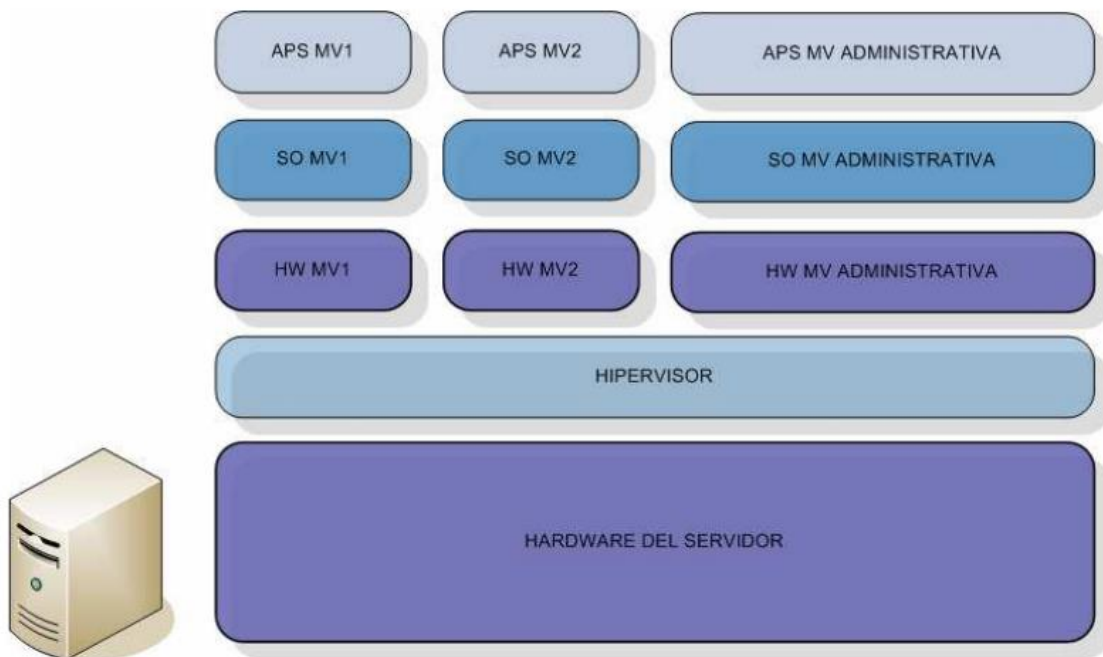 APS MV1
APS MV2
APS MV ADMINISTRATIVA
SO MV1
SO MV2
SO MV ADMINISTRATIVA
HW MV1
HW MV2
HW MV ADMINISTRATIVA
HIPERVISOR
HARDWARE DEL SERVIDOR